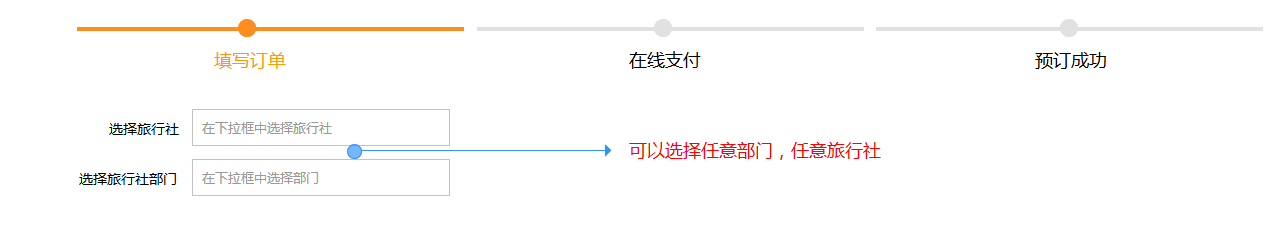 填写订单
在线支付
预订成功
选择旅行社
在下拉框中选择旅行社
可以选择任意部门，任意旅行社
选择旅行社部门
在下拉框中选择部门